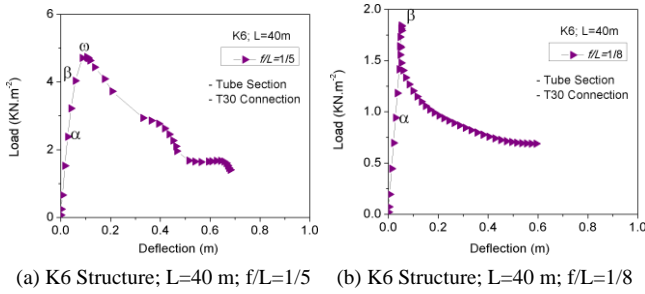 K6; L=40m
f/L=1/5
- Tube Section
- T30 Connection
ω
β
α
Load (KN.m⁻²)
6
4
2
0
0.0 0.2 0.4 0.6 0.8 1.0
Deflection (m)
(a) K6 Structure; L=40 m; f/L=1/5
K6; L=40m
f/L=1/8
- Tube Section
- T30 Connection
β
α
Load (KN.m⁻²)
2.0
1.5
1.0
0.5
0.0
0.0 0.2 0.4 0.6 0.8 1.0
Deflection (m)
(b) K6 Structure; L=40 m; f/L=1/8